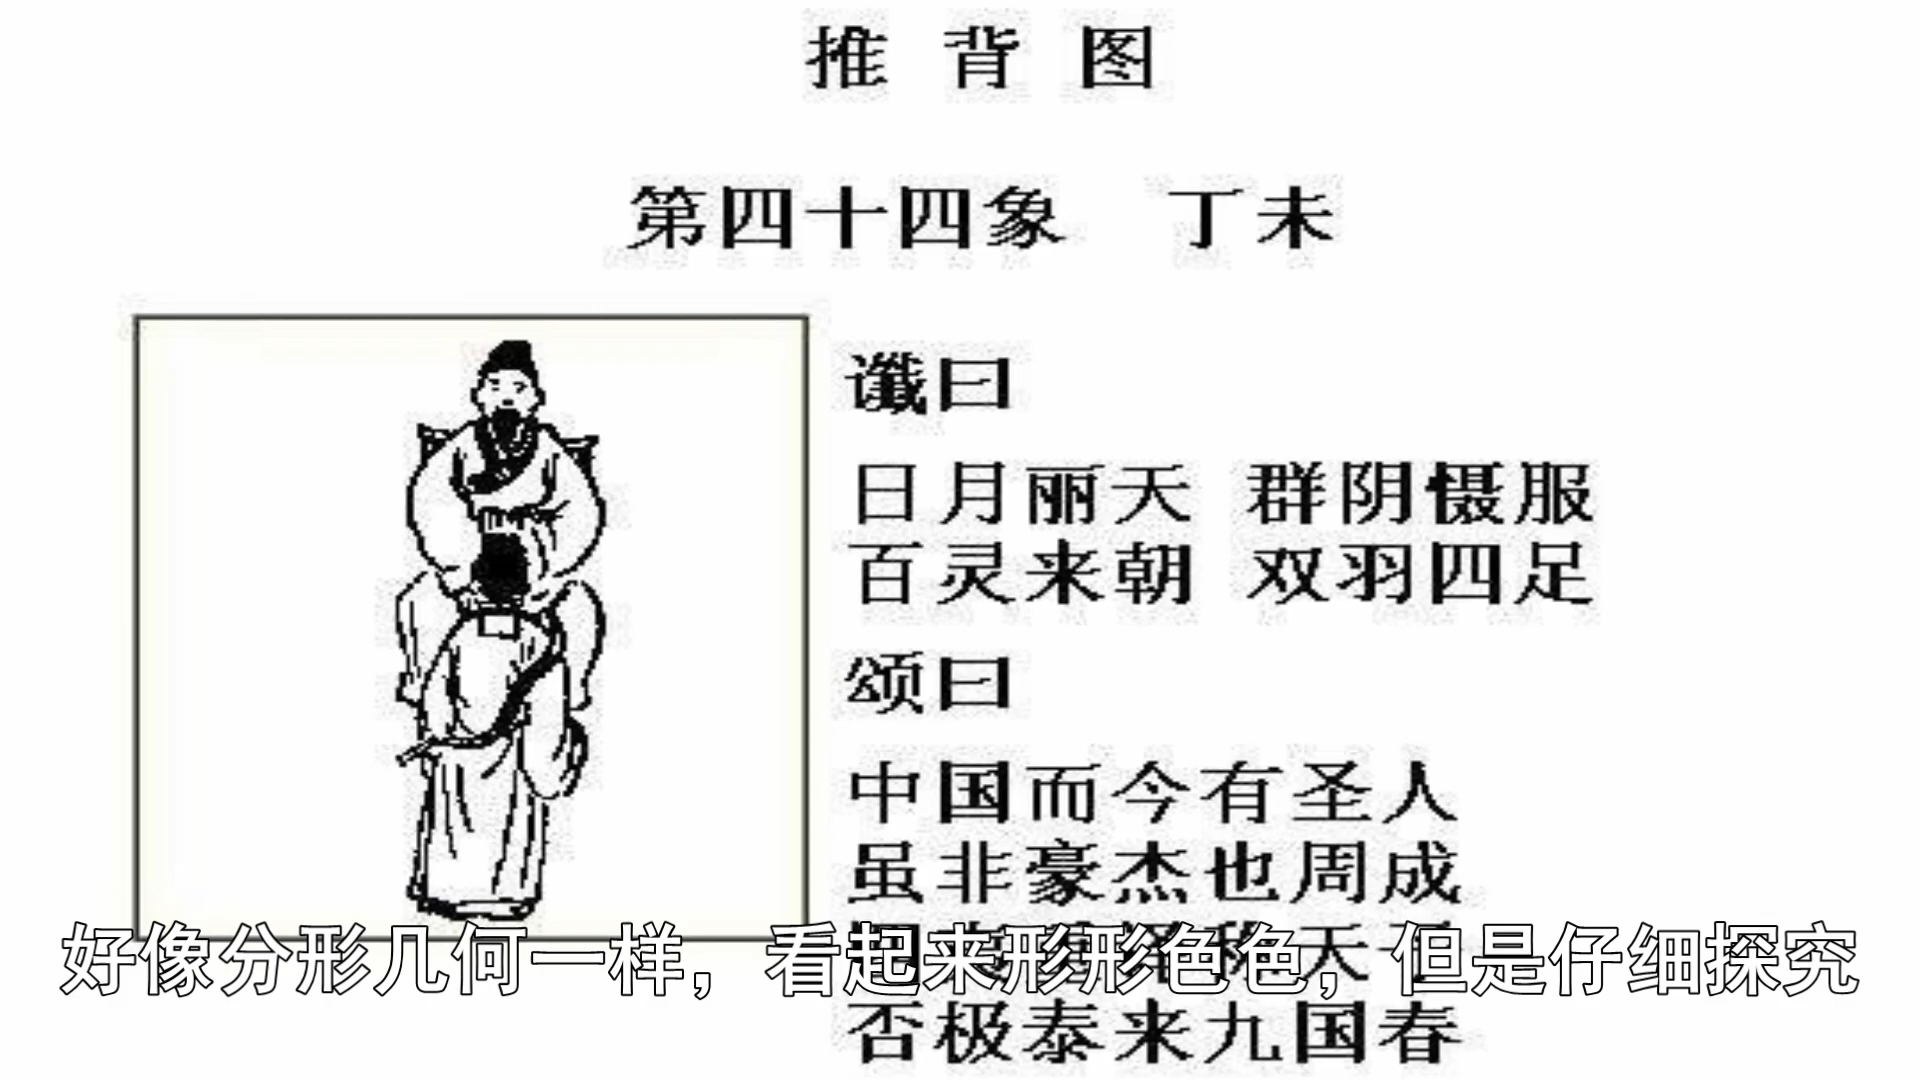 推背图
第四十四象 丁未
谶曰
日月丽天 群阴慑服
百灵来朝 双羽四足
颂曰
中国而今有圣人
虽非豪杰也周成
天
好像分形几何一样，看起来形形色色，但是仔细探究
否极泰来九国春